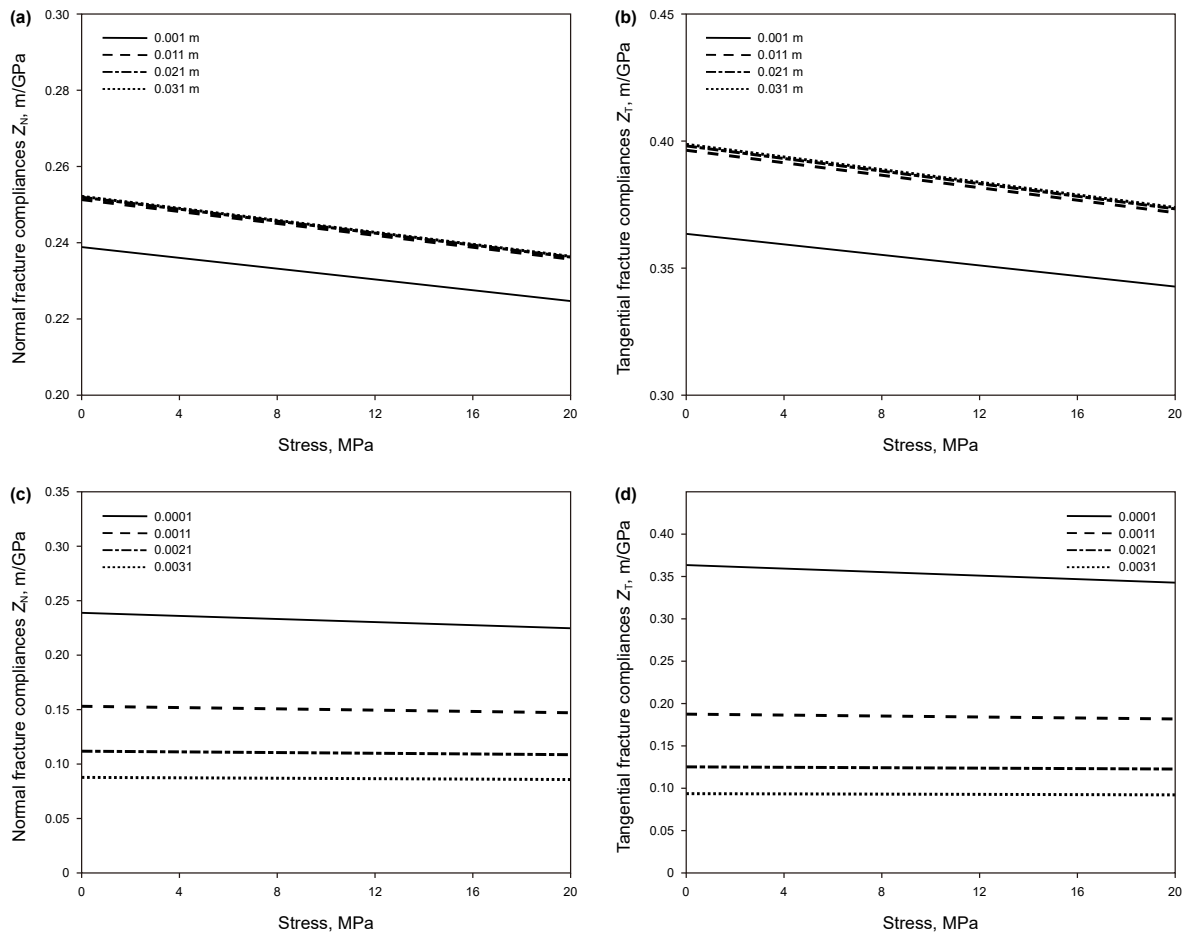 (a)
Normal fracture compliances Z_N, m/GPa
0.30
0.28
0.26
0.24
0.22
0.20
0.001 m
0.011 m
0.021 m
0.031 m
0 4 8 12 16 20
Stress, MPa
(b)
Tangential fracture compliances Z_T, m/GPa
0.45
0.40
0.35
0.30
0.001 m
0.011 m
0.021 m
0.031 m
0 4 8 12 16 20
Stress, MPa
(c)
Normal fracture compliances Z_N, m/GPa
0.35
0.30
0.25
0.20
0.15
0.10
0.05
0
0.0001
0.0011
0.0021
0.0031
0 4 8 12 16 20
Stress, MPa
(d)
Tangential fracture compliances Z_T, m/GPa
0.40
0.35
0.30
0.25
0.20
0.15
0.10
0.05
0
0.0001
0.0011
0.0021
0.0031
0 4 8 12 16 20
Stress, MPa